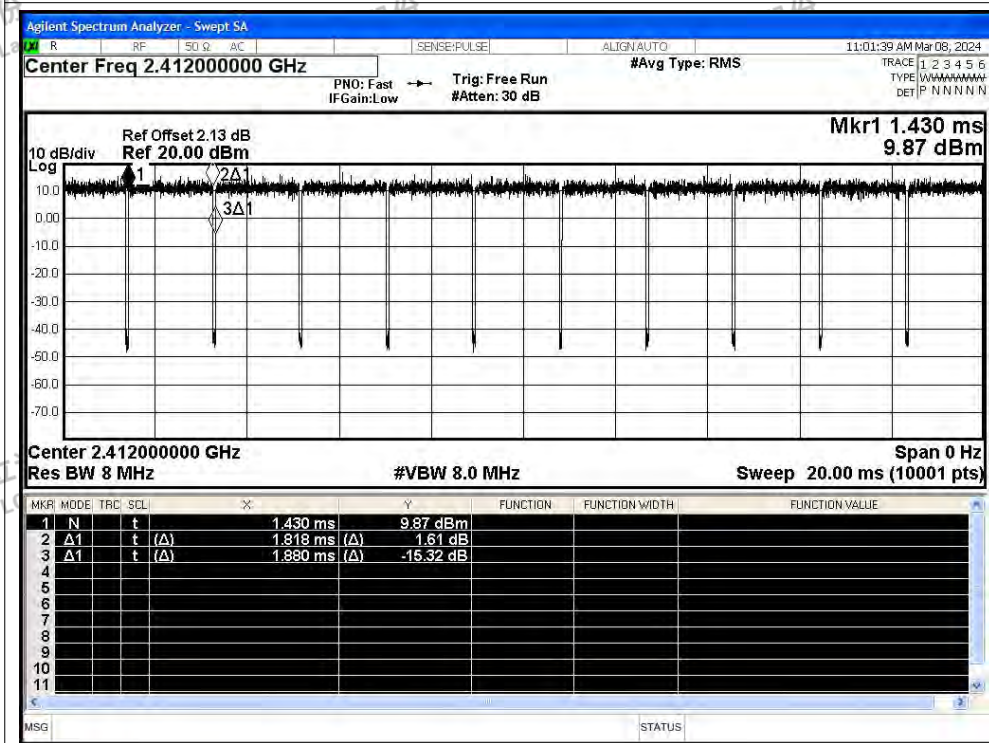 Agilent Spectrum Analyzer - Swept SA
R RF 50 Ω AC SENSE:PULSE ALIGN AUTO 11:01:39 AM Mar 08, 2024
Center Freq 2.412000000 GHz #Avg Type: RMS TRACE 1 2 3 4 5 6
PNO: Fast Trig: Free Run TYPE WWWWWW
IFGain:Low #Atten: 30 dB DET P N N N N N
Mkr1 1.430 ms
Ref Offset 2.13 dB
10 dB/div Ref 20.00 dBm 9.87 dBm
Log
1 2Δ1
10.0
3Δ1
0.00
-10.0
-20.0
-30.0
-40.0
-50.0
-60.0
-70.0
Center 2.412000000 GHz Span 0 Hz
Res BW 8 MHz #VBW 8.0 MHz Sweep 20.00 ms (10001 pts)
MKR MODE TRC SCL X Y FUNCTION FUNCTION WIDTH FUNCTION VALUE
1 N t 1.430 ms 9.87 dBm
2 Δ1 t (Δ) 1.818 ms (Δ) 1.61 dB
3 Δ1 t (Δ) 1.880 ms (Δ) -15.32 dB
4
5
6
7
8
9
10
11
MSG STATUS